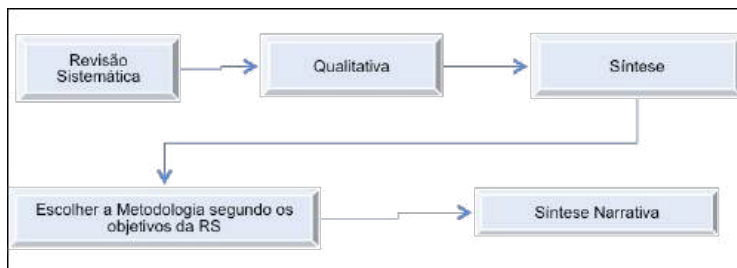 Revisão
Sistemática
Qualitativa
Síntese
Escolher a Metodologia segundo os
objetivos da RS
Síntese Narrativa